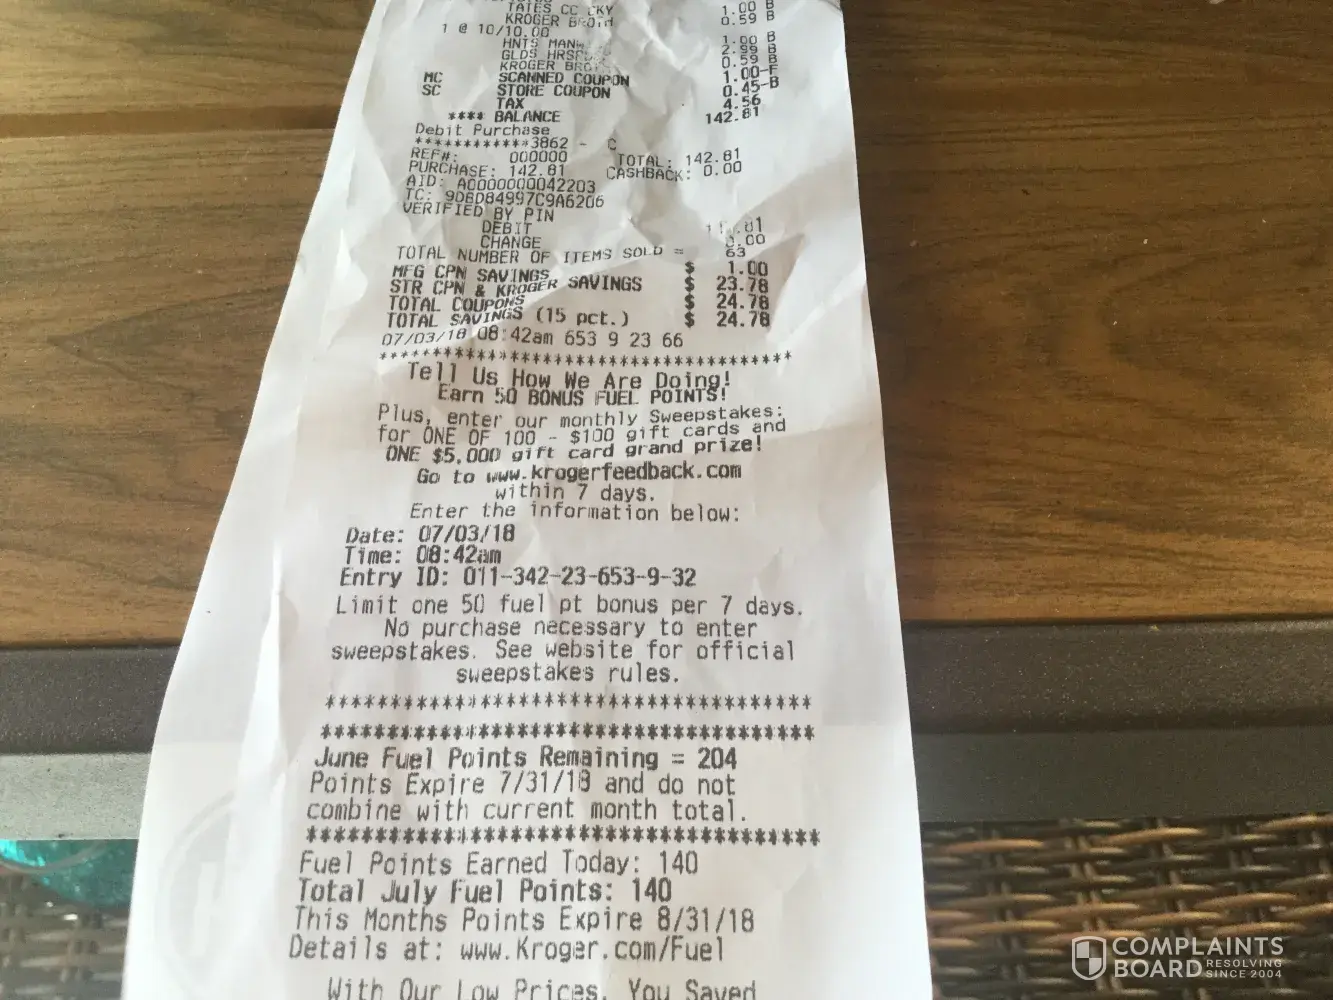 TATES CC KY 1.00 B
KROGER BROTH 0.59 B
1 @ 10/10.00
HNTS MANW 1.00 B
GLDS HRSRD 2.99 B
KROGER BRO 0.59 B
MC SCANNED COUPON 1.00-F
SC STORE COUPON 0.45-B
TAX 4.56
**** BALANCE 142.81
Debit Purchase
************3862 - C
REF#: 000000 TOTAL: 142.81
PURCHASE: 142.81 CASHBACK: 0.00
AID: A0000000042203
TC: 9D8D84997C9A6206
VERIFIED BY PIN
DEBIT
CHANGE 0.00
TOTAL NUMBER OF ITEMS SOLD = 63
MFG CPN SAVINGS $ 1.00
STR CPN & KROGER SAVINGS $ 23.78
TOTAL COUPONS $ 24.78
TOTAL SAVINGS (15 pct.) $ 24.78
07/03/18 08:42am 653 9 23 66
****************************************
Tell Us How We Are Doing!
Earn 50 BONUS FUEL POINTS!
Plus, enter our monthly Sweepstakes:
for ONE OF 100 - $100 gift cards and
ONE $5,000 gift card grand prize!
Go to www.krogerfeedback.com
within 7 days.
Enter the information below:
Date: 07/03/18
Time: 08:42am
Entry ID: 011-342-23-653-9-32
Limit one 50 fuel pt bonus per 7 days.
No purchase necessary to enter
sweepstakes. See website for official
sweepstakes rules.
****************************************
****************************************
June Fuel Points Remaining = 204
Points Expire 7/31/18 and do not
combine with current month total.
****************************************
Fuel Points Earned Today: 140
Total July Fuel Points: 140
This Months Points Expire 8/31/18
Details at: www.Kroger.com/Fuel
With Our Low Prices, You Saved
COMPLAINTS
BOARD RESOLVING
SINCE 2004